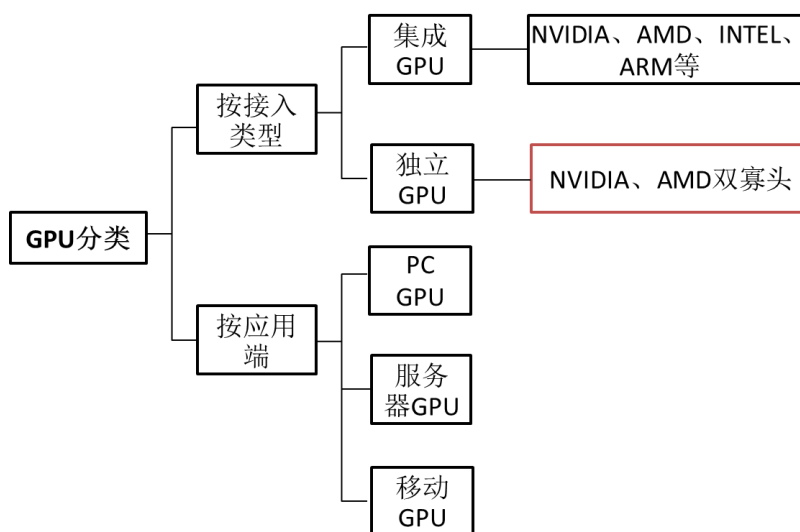 集成
GPU
NVIDIA、AMD、INTEL、
ARM等
按接入
类型
独立
GPU
NVIDIA、AMD双寡头
GPU分类
PC
GPU
按应用
端
服务
器GPU
移动
GPU